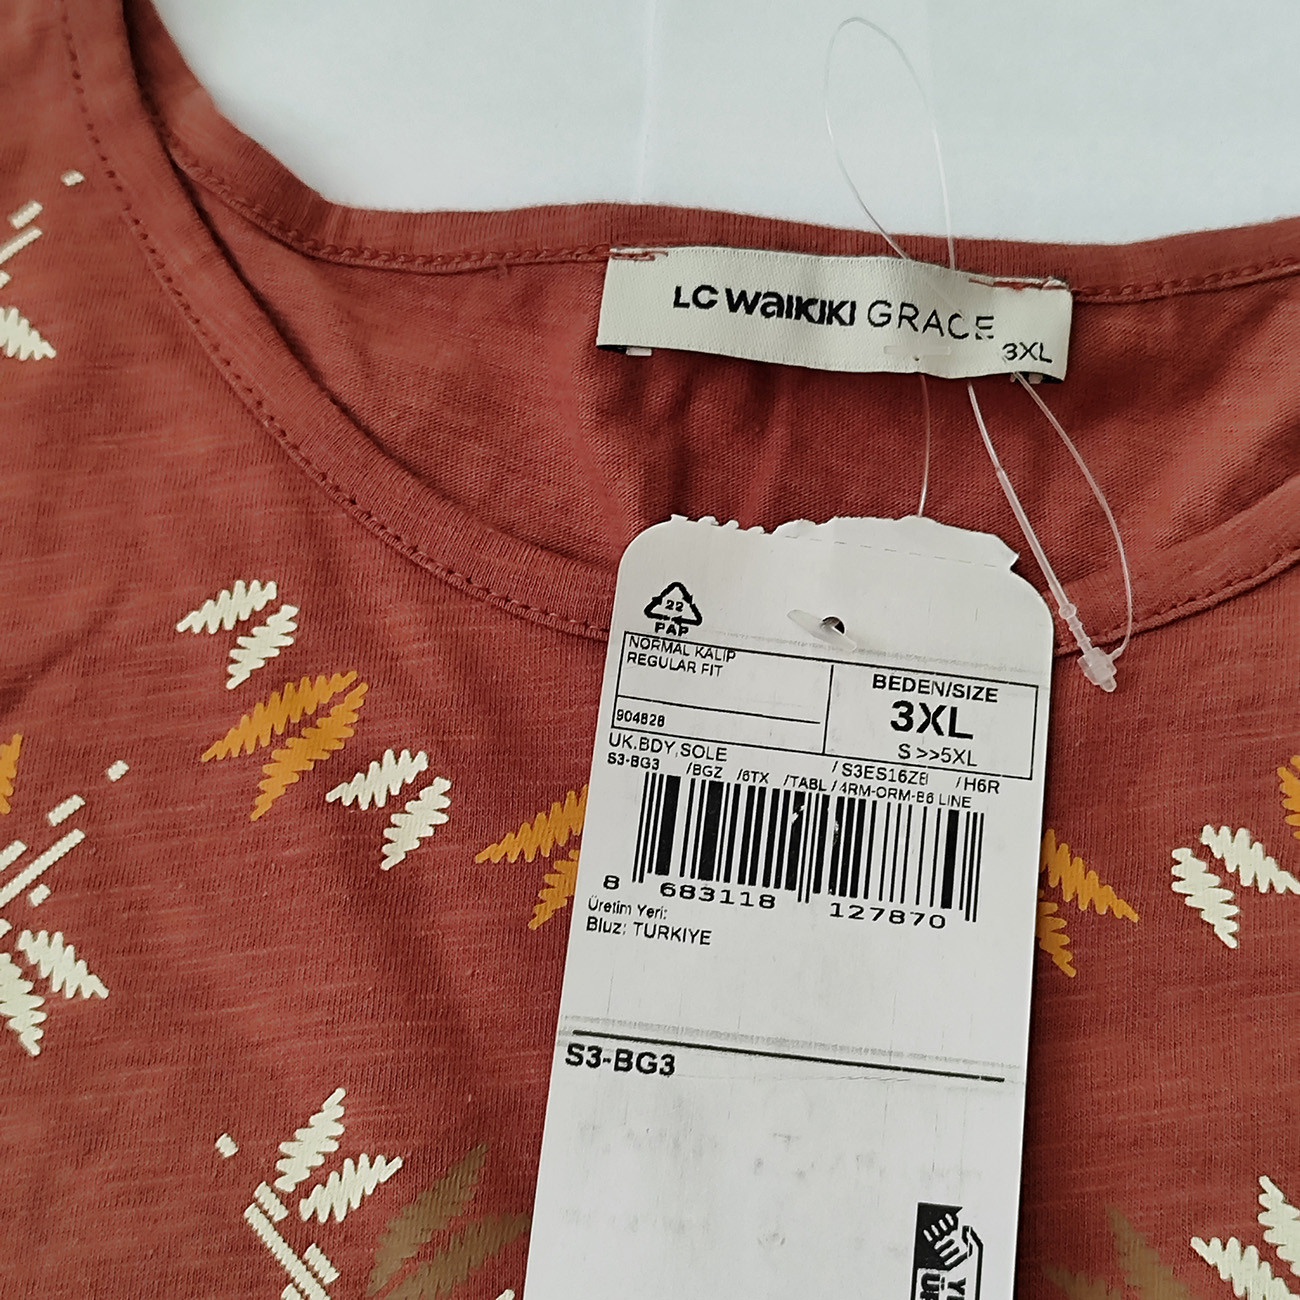 LC WAIKIKI GRACE
3XL
22
PAP
NORMAL KALIP
REGULAR FIT
904828
BEDEN/SIZE
3XL
S >>5XL
UK.BDY,SOLE
/S3ES16Z8 /H6R
S3-BG3 /BGZ /6TX /TABL / 4RM-ORM-B6 LINE
8 683118 127870
Üretim Yeri:
Bluz: TURKIYE
S3-BG3